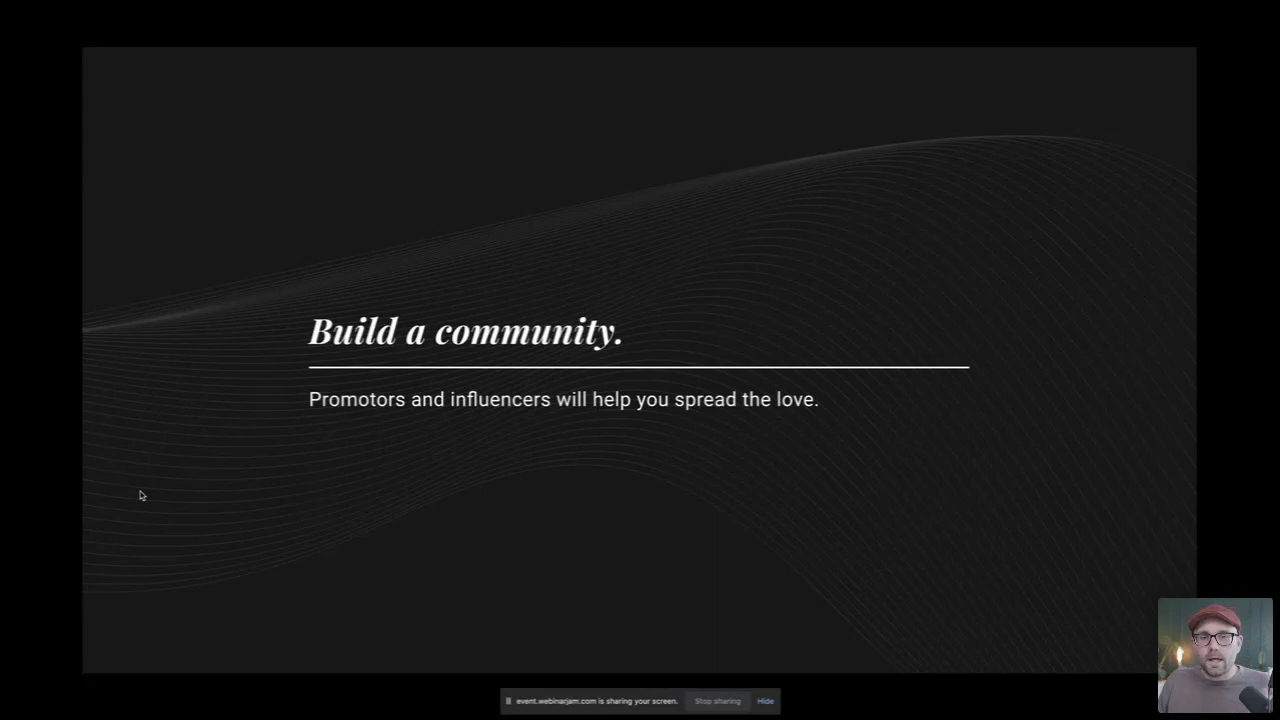 Build a community.
Promotors and influencers will help you spread the love.
event.webinarjam.com is sharing your screen. Stop sharing Hide